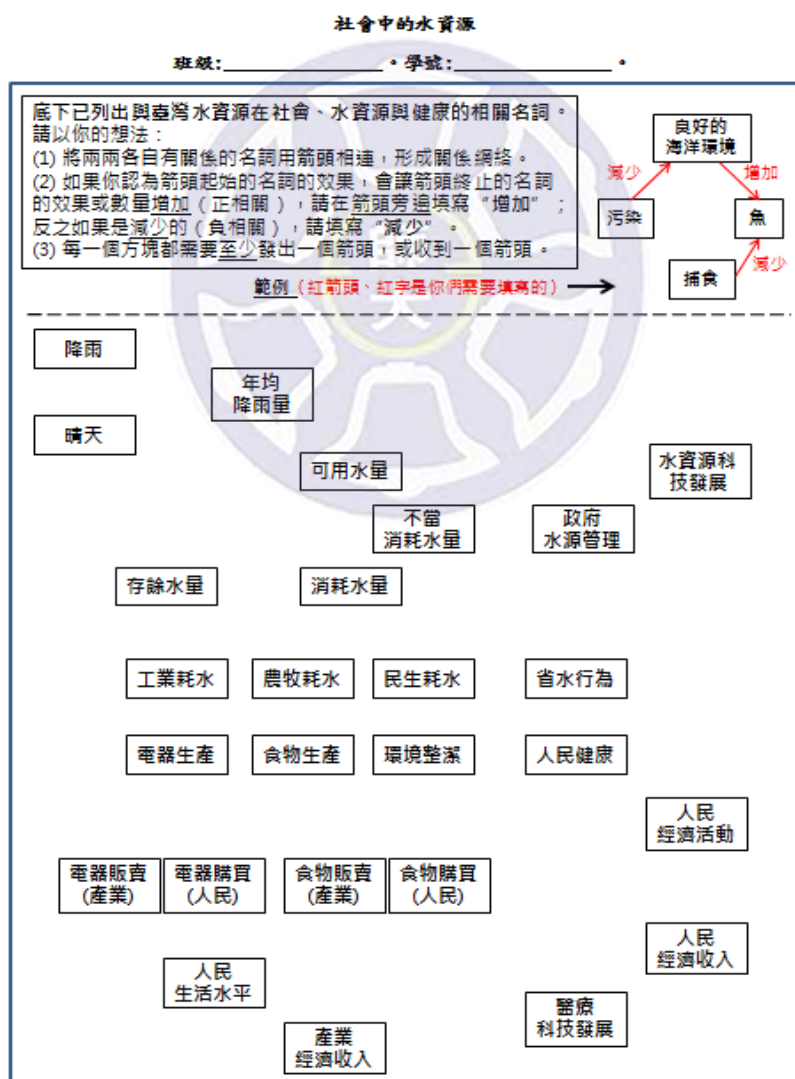 社會中的水資源
班級:＿＿＿＿＿＿＿＿。學號:＿＿＿＿＿＿＿＿。
底下已列出與臺灣水資源在社會、水資源與健康的相關名詞。
請以你的想法：
(1) 將兩兩各自有關係的名詞用箭頭相連，形成關係網絡。
(2) 如果你認為箭頭起始的名詞的效果，會讓箭頭終止的名詞
的效果或數量增加（正相關），請在箭頭旁邊填寫“增加”；
反之如果是減少的（負相關），請填寫“減少”。
(3) 每一個方塊都需要至少發出一個箭頭，或收到一個箭頭。
範例（紅箭頭、紅字是你們需要填寫的）
良好的
海洋環境
減少
增加
污染
魚
捕食
減少
降雨
年均
降雨量
晴天
可用水量
水資源科
技發展
不當
消耗水量
政府
水源管理
存餘水量
消耗水量
工業耗水
農牧耗水
民生耗水
省水行為
電器生產
食物生產
環境整潔
人民健康
人民
經濟活動
電器販賣
(產業)
電器購買
(人民)
食物販賣
(產業)
食物購買
(人民)
人民
經濟收入
人民
生活水平
醫療
科技發展
產業
經濟收入